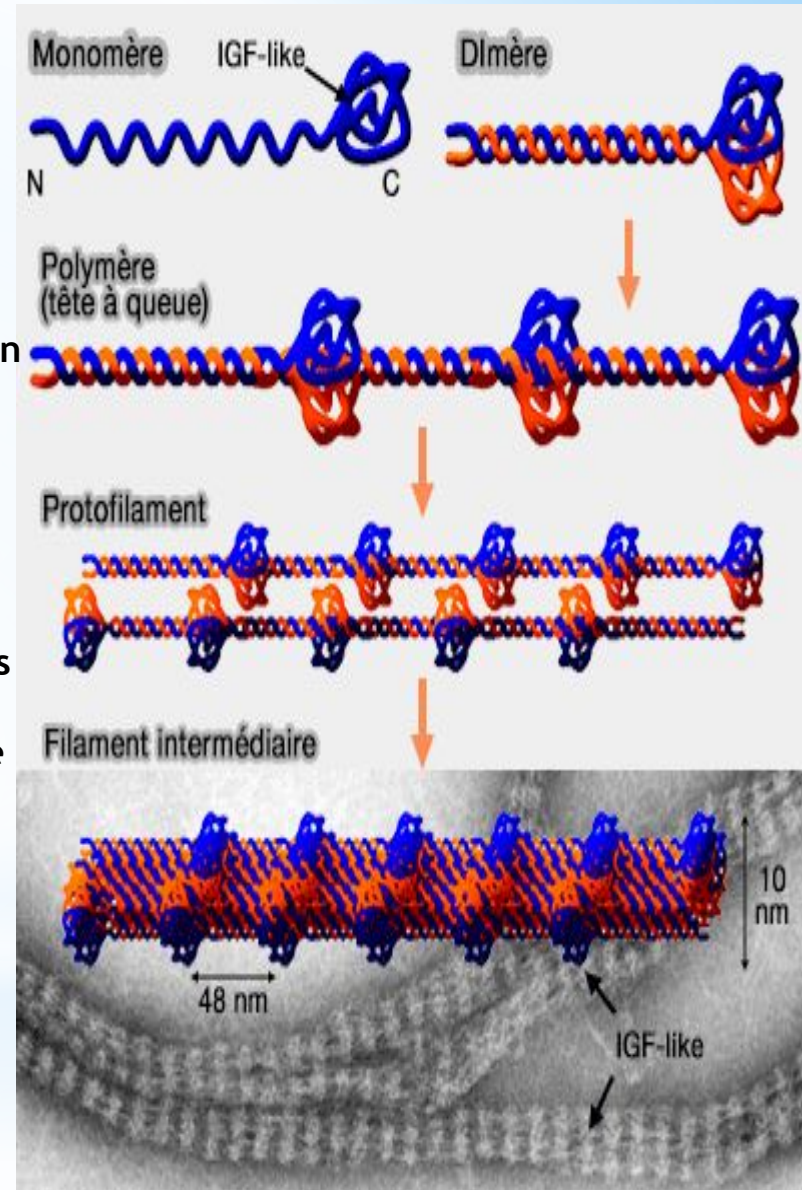 Monomère IGF-like DImère
N C
Polymère
(tête à queue)
n
Protofilament
s
e
Filament intermédiaire
10
nm
48 nm
IGF-like